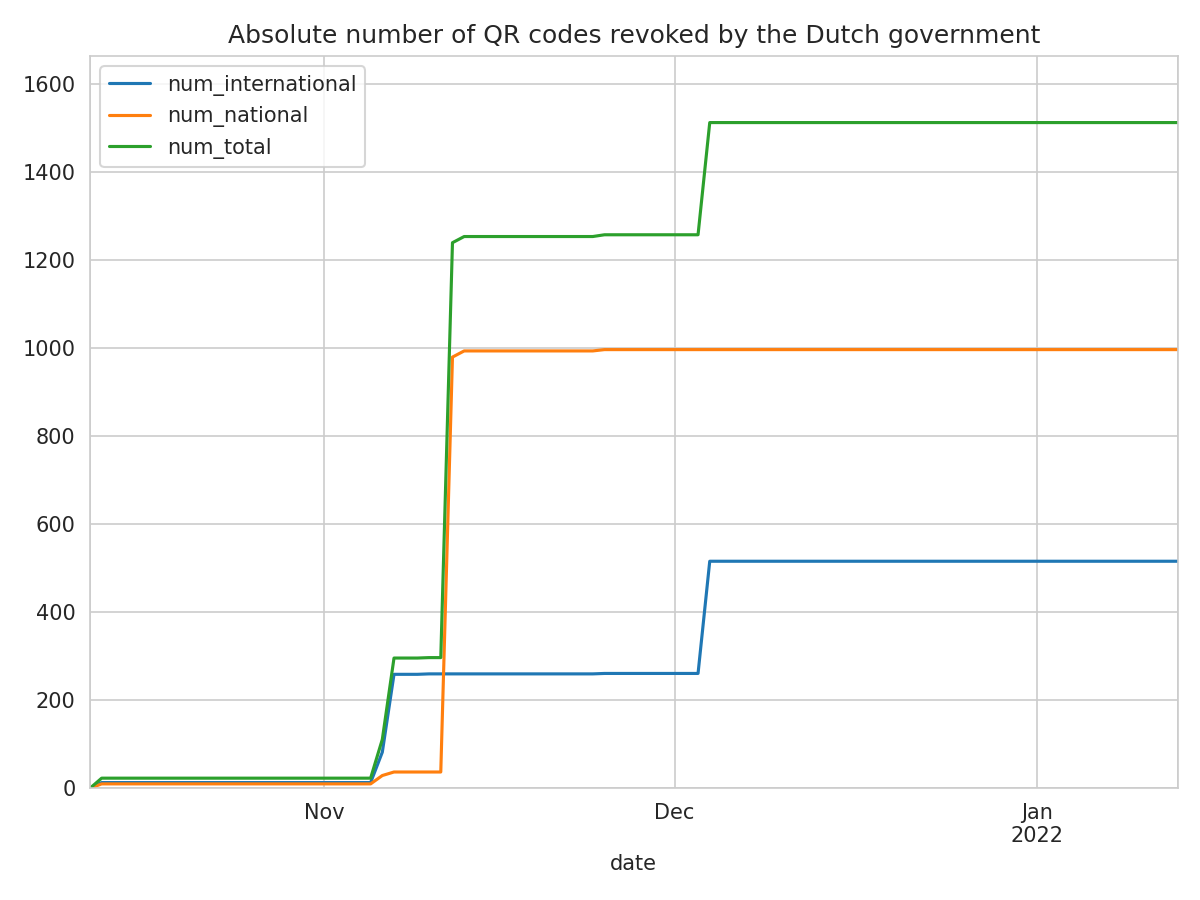 Absolute number of QR codes revoked by the Dutch government
num_international
num_national
num_total
1600
1400
1200
1000
800
600
400
200
0
Nov
Dec
Jan
2022
date